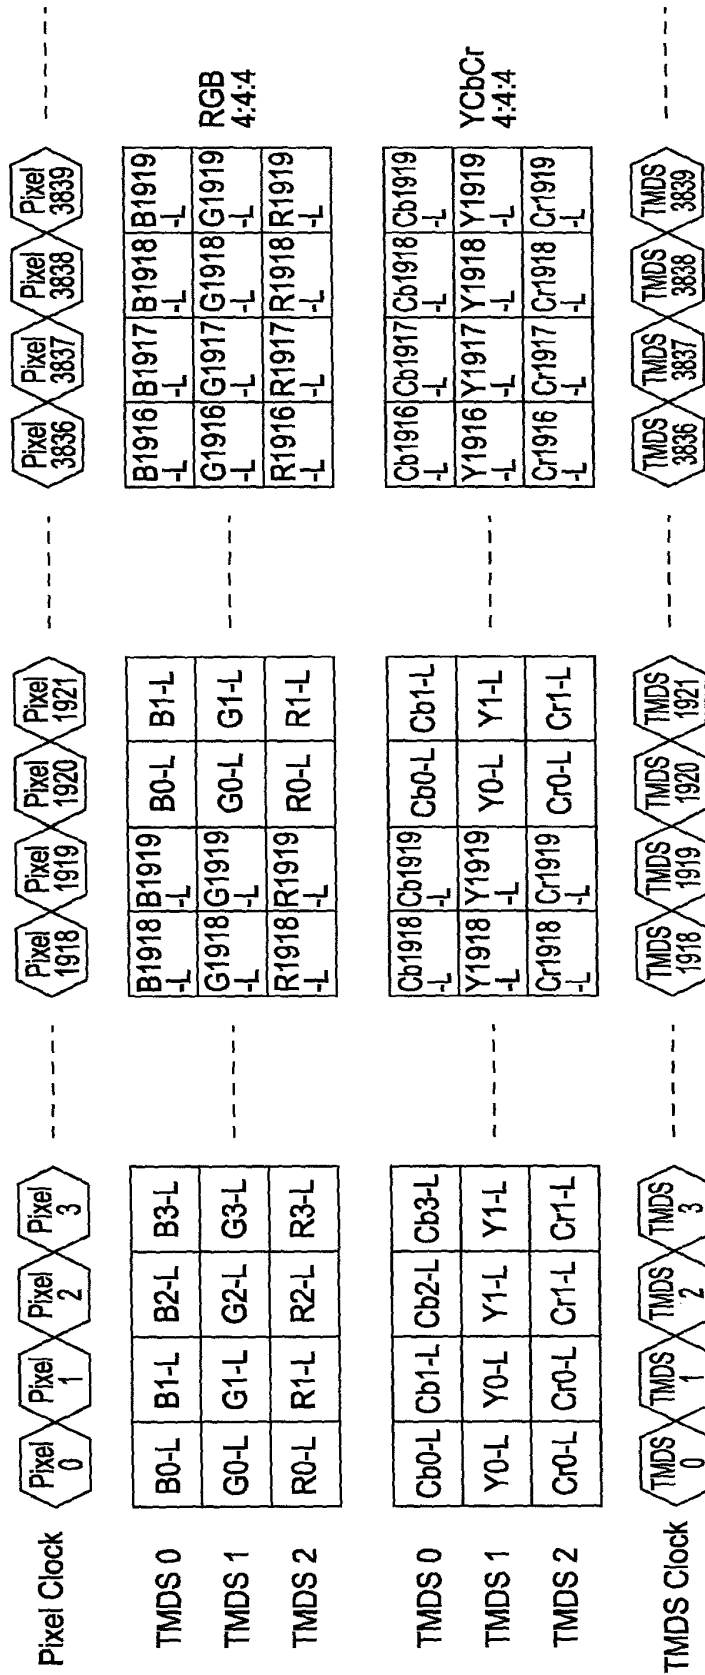 Pixel Clock
Pixel 0 Pixel 1 Pixel 2 Pixel 3 Pixel 1918 Pixel 1919 Pixel 1920 Pixel 1921 Pixel 3836 Pixel 3837 Pixel 3838 Pixel 3839
TMDS 0 B0-L B1-L B2-L B3-L B1918-L B1919-L B0-L B1-L B1916-L B1917-L B1918-L B1919-L
TMDS 1 G0-L G1-L G2-L G3-L G1918-L G1919-L G0-L G1-L G1916-L G1917-L G1918-L G1919-L
TMDS 2 R0-L R1-L R2-L R3-L R1918-L R1919-L R0-L R1-L R1916-L R1917-L R1918-L R1919-L
RGB
4:4:4
TMDS 0 Cb0-L Cb1-L Cb2-L Cb3-L Cb1918-L Cb1919-L Cb0-L Cb1-L Cb1916-L Cb1917-L Cb1918-L Cb1919-L
TMDS 1 Y0-L Y0-L Y1-L Y1-L Y1918-L Y1919-L Y0-L Y1-L Y1916-L Y1917-L Y1918-L Y1919-L
TMDS 2 Cr0-L Cr0-L Cr1-L Cr1-L Cr1918-L Cr1919-L Cr0-L Cr1-L Cr1916-L Cr1917-L Cr1918-L Cr1919-L
YCbCr
4:4:4
TMDS Clock
TMDS 0 TMDS 1 TMDS 2 TMDS 3 TMDS 1918 TMDS 1919 TMDS 1920 TMDS 1921 TMDS 3836 TMDS 3837 TMDS 3838 TMDS 3839